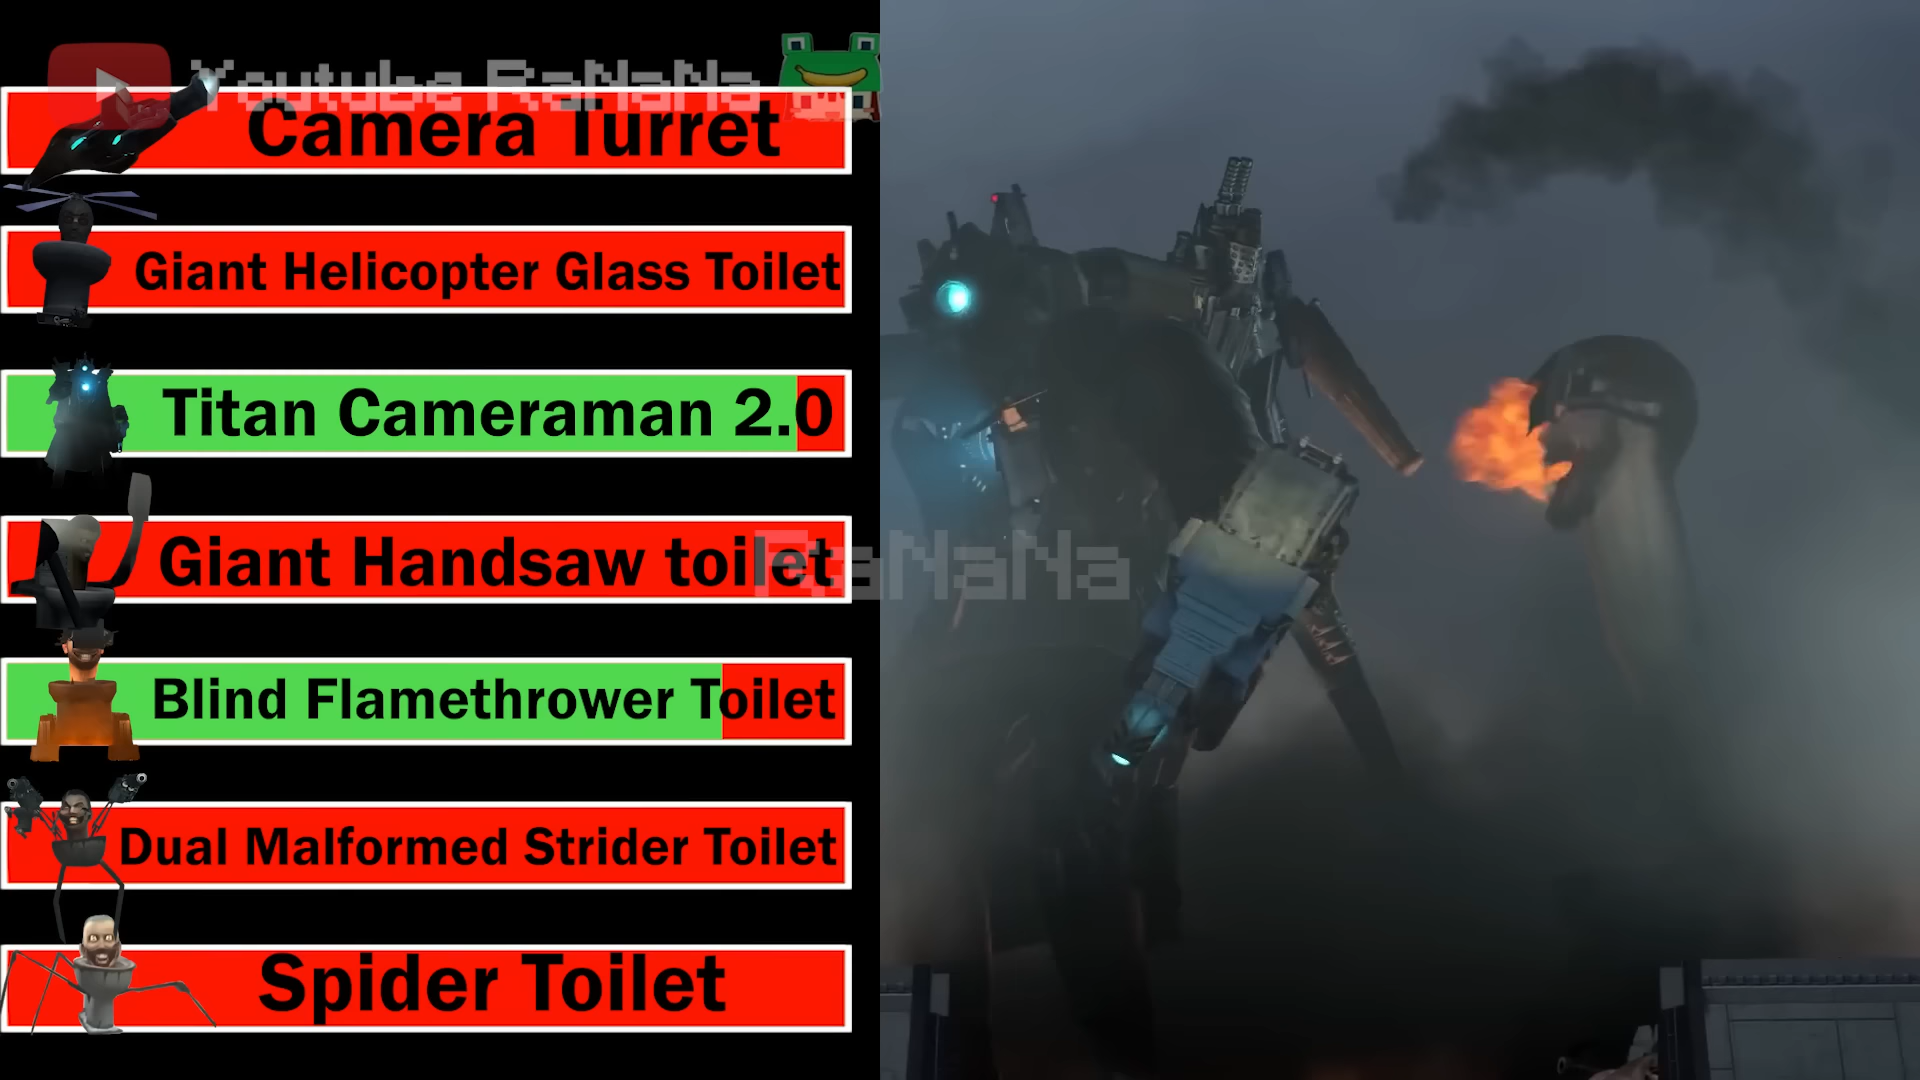 Youtube RaNaNa
Camera Turret
Giant Helicopter Glass Toilet
Titan Cameraman 2.0
Giant Handsaw toilet
RaNaNa
Blind Flamethrower Toilet
Dual Malformed Strider Toilet
Spider Toilet